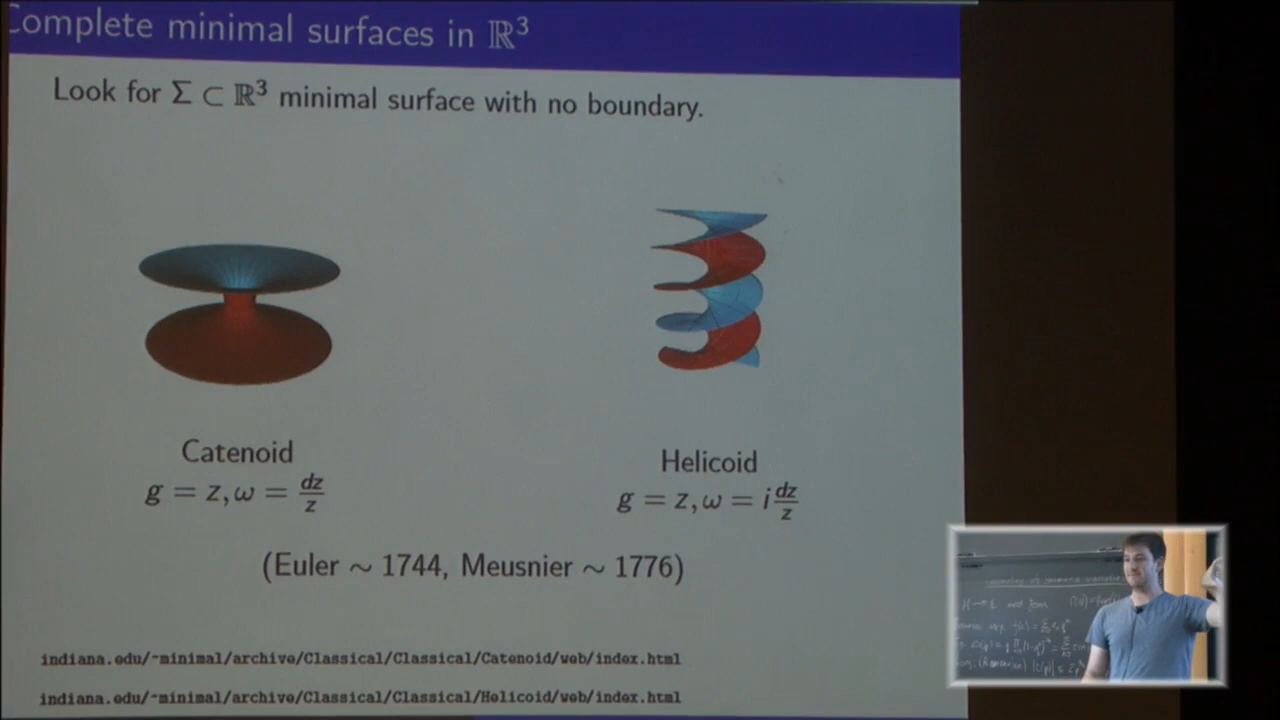 Complete minimal surfaces in ℝ³
Look for Σ ⊂ ℝ³ minimal surface with no boundary.
Catenoid
g = z, ω = dz/z
Helicoid
g = z, ω = i dz/z
(Euler ∼ 1744, Meusnier ∼ 1776)
indiana.edu/~minimal/archive/Classical/Classical/Catenoid/web/index.html
indiana.edu/~minimal/archive/Classical/Classical/Helicoid/web/index.html